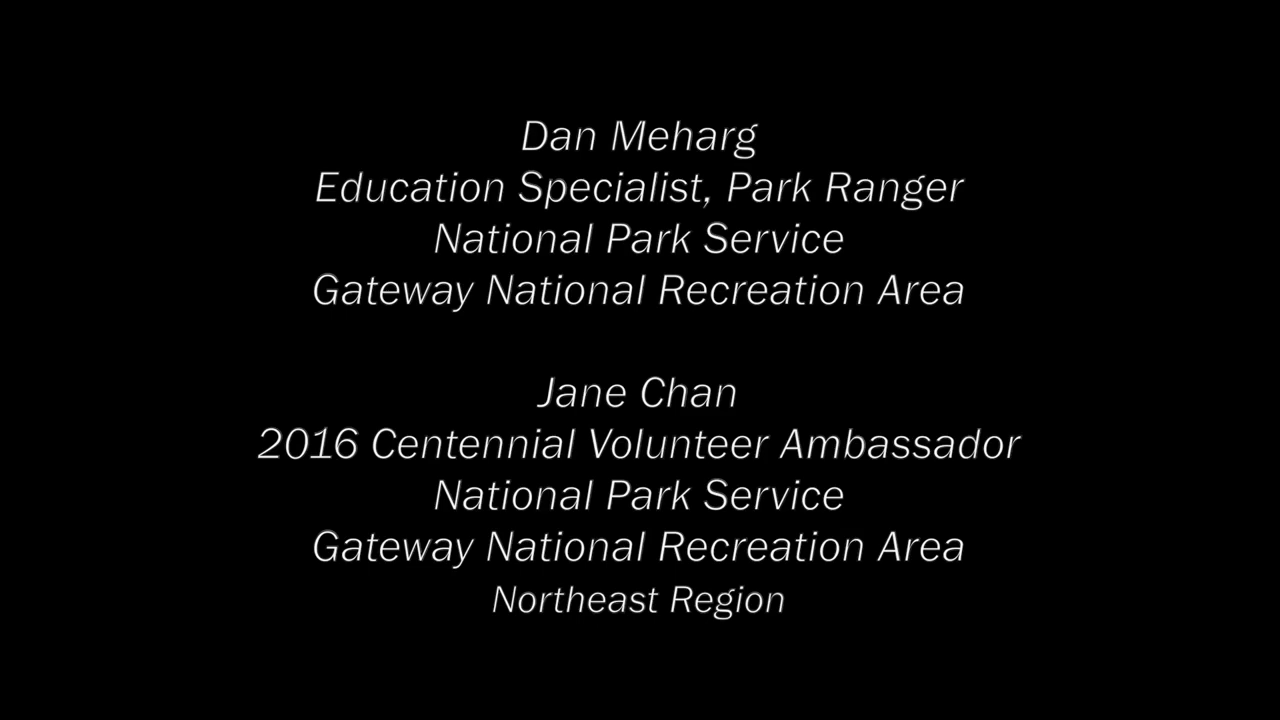 Dan Meharg
Education Specialist, Park Ranger
National Park Service
Gateway National Recreation Area
Jane Chan
2016 Centennial Volunteer Ambassador
National Park Service
Gateway National Recreation Area
Northeast Region